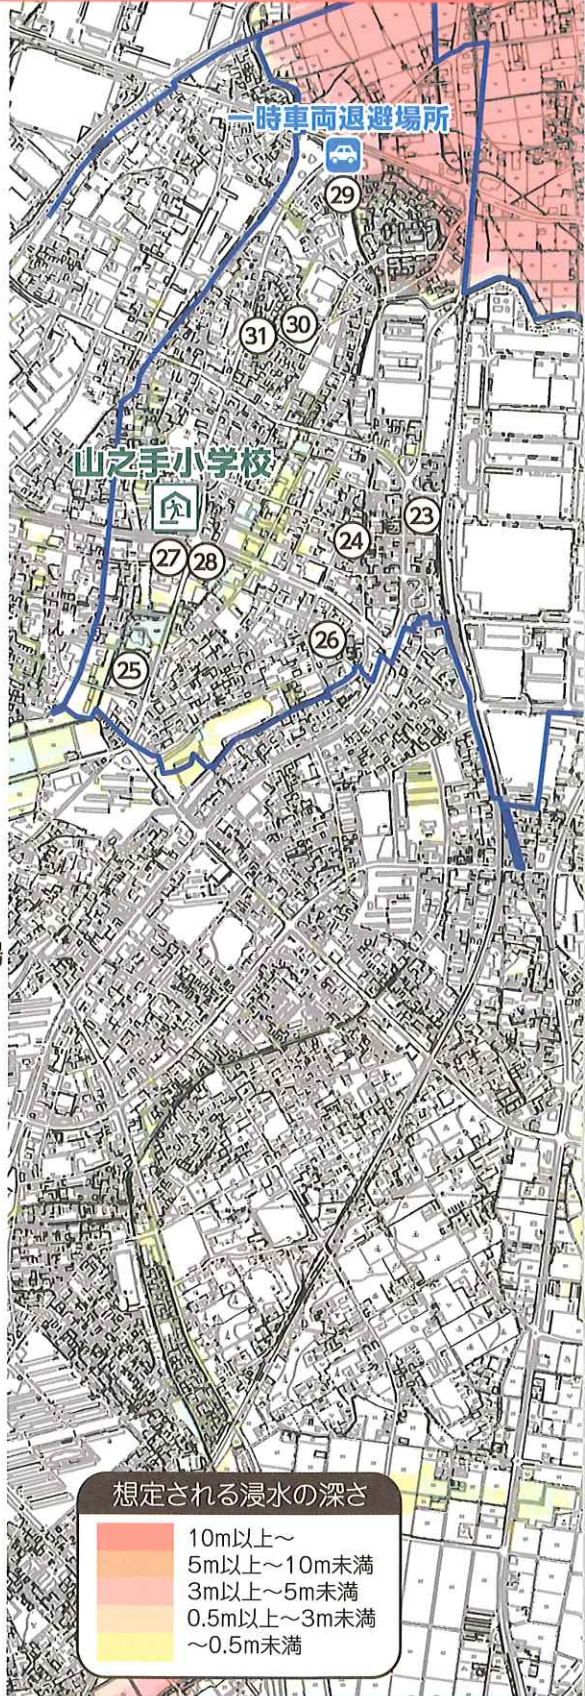 一時車両退避場所
29
30
31
山之手小学校
23
24
27
28
26
25
想定される浸水の深さ
10m以上～
5m以上～10m未満
3m以上～5m未満
0.5m以上～3m未満
～0.5m未満